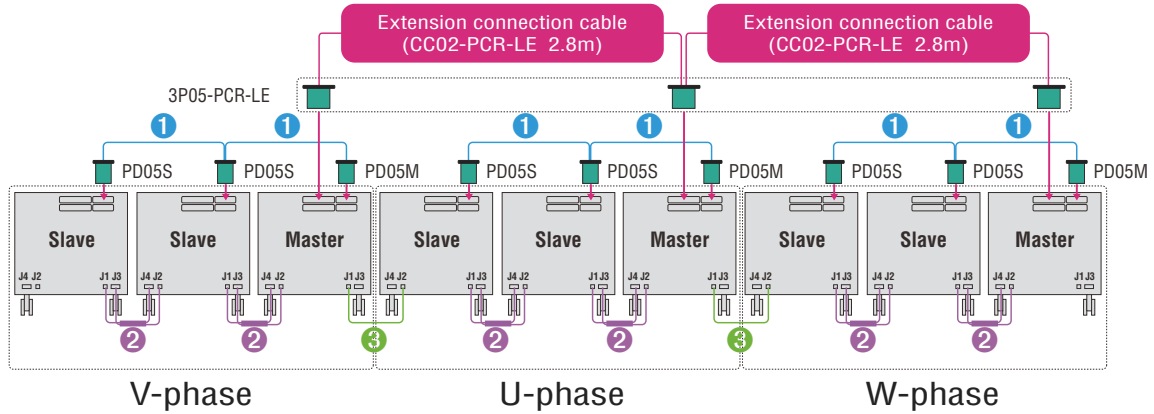 Extension connection cable
(CC02-PCR-LE 2.8m)
Extension connection cable
(CC02-PCR-LE 2.8m)
3P05-PCR-LE
1 1 1 1 1 1
PD05S PD05S PD05M PD05S PD05S PD05M PD05S PD05S PD05M
Slave Slave Master Slave Slave Master Slave Slave Master
J4 J2 J1 J3 J4 J2 J1 J3 J4 J2 J1 J3 J4 J2 J1 J3 J4 J2 J1 J3 J4 J2 J1 J3 J4 J2 J1 J3 J4 J2 J1 J3 J4 J2 J1 J3
2 2 3 2 2 3 2 2
V-phase U-phase W-phase